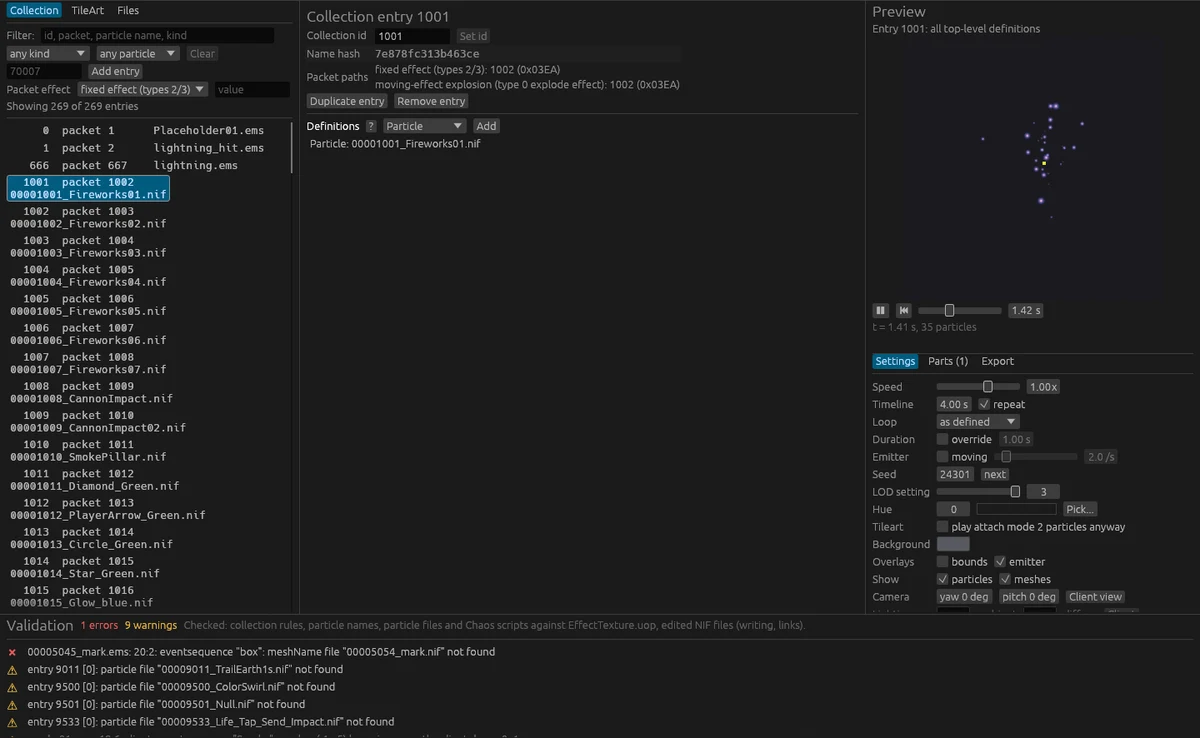 Collection TileArt Files
Filter: id, packet, particle name, kind
any kind any particle Clear
70007 Add entry
Packet effect fixed effect (types 2/3) value
Showing 269 of 269 entries
0 packet 1 Placeholder01.ems
1 packet 2 lightning_hit.ems
666 packet 667 lightning.ems
1001 packet 1002
00001001_Fireworks01.nif
1002 packet 1003
00001002_Fireworks02.nif
1003 packet 1004
00001003_Fireworks03.nif
1004 packet 1005
00001004_Fireworks04.nif
1005 packet 1006
00001005_Fireworks05.nif
1006 packet 1007
00001006_Fireworks06.nif
1007 packet 1008
00001007_Fireworks07.nif
1008 packet 1009
00001008_CannonImpact.nif
1009 packet 1010
00001009_CannonImpact02.nif
1010 packet 1011
00001010_SmokePillar.nif
1011 packet 1012
00001011_Diamond_Green.nif
1012 packet 1013
00001012_PlayerArrow_Green.nif
1013 packet 1014
00001013_Circle_Green.nif
1014 packet 1015
00001014_Star_Green.nif
1015 packet 1016
00001015_Glow_blue.nif
Collection entry 1001
Collection id 1001 Set id
Name hash 7e878fc313b463ce
Packet paths fixed effect (types 2/3): 1002 (0x03EA)
moving-effect explosion (type 0 explode effect): 1002 (0x03EA)
Duplicate entry Remove entry
Definitions ? Particle Add
Particle: 00001001_Fireworks01.nif
Preview
Entry 1001: all top-level definitions
1.42 s
t = 1.41 s, 35 particles
Settings Parts (1) Export
Speed 1.00x
Timeline 4.00 s repeat
Loop as defined
Duration override 1.00 s
Emitter moving 2.0 /s
Seed 24301 next
LOD setting 3
Hue 0 Pick...
Tileart play attach mode 2 particles anyway
Background
Overlays bounds emitter
Show particles meshes
Camera yaw 0 deg pitch 0 deg Client view
Validation 1 errors 9 warnings Checked: collection rules, particle names, particle files and Chaos scripts against EffectTexture.uop, edited NIF files (writing, links).
00005045_mark.ems: 20:2: eventsequence "box": meshName file "00005054_mark.nif" not found
entry 9011 [0]: particle file "00009011_TrailEarth1s.nif" not found
entry 9500 [0]: particle file "00009500_ColorSwirl.nif" not found
entry 9501 [0]: particle file "00009501_Null.nif" not found
entry 9533 [0]: particle file "00009533_Life_Tap_Send_Impact.nif" not found